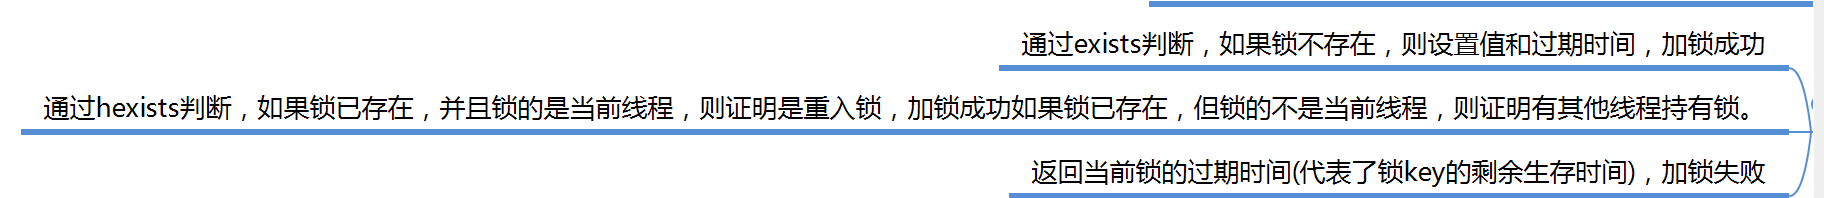 通过exists判断，如果锁不存在，则设置值和过期时间，加锁成功
通过hexists判断，如果锁已存在，并且锁的是当前线程，则证明是重入锁，加锁成功如果锁已存在，但锁的不是当前线程，则证明有其他线程持有锁。
返回当前锁的过期时间(代表了锁key的剩余生存时间)，加锁失败